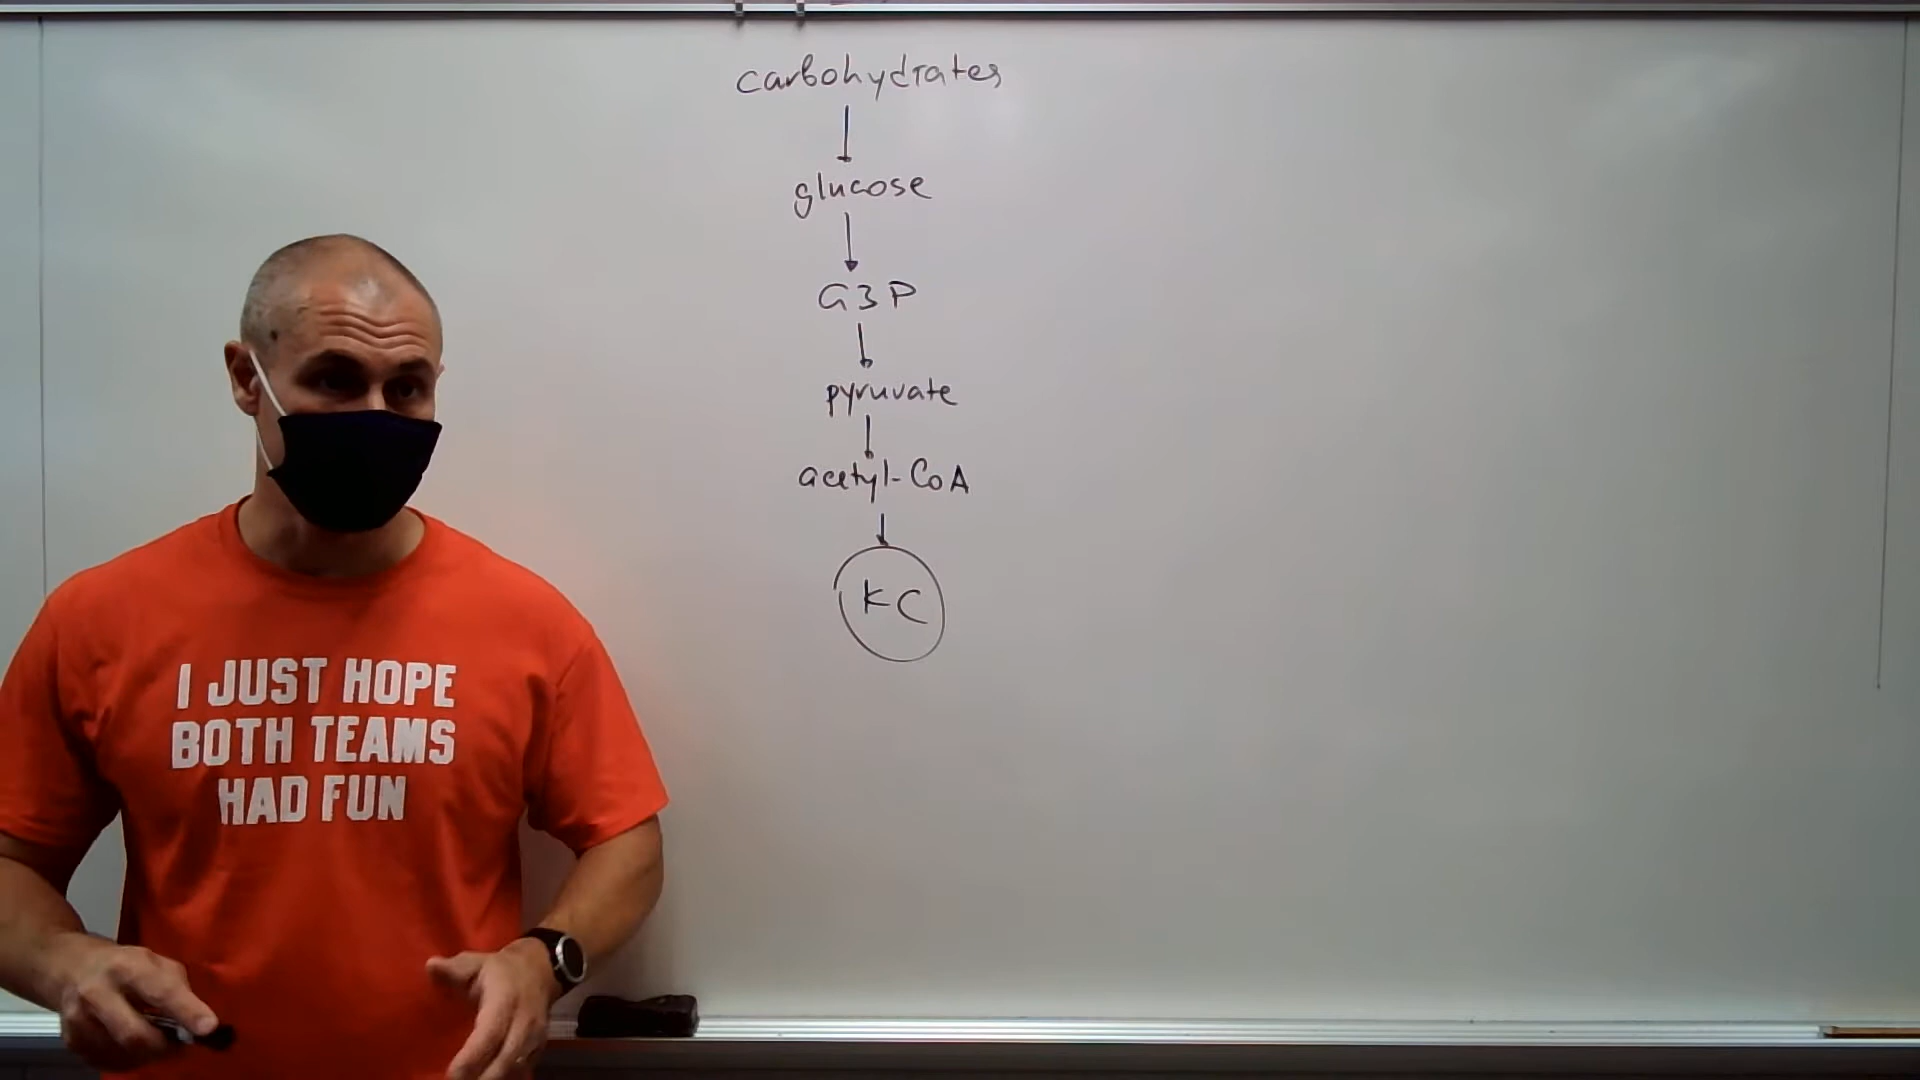 carbohydrates
glucose
G3P
pyruvate
acetyl-CoA
KC
I JUST HOPE
BOTH TEAMS
HAD FUN